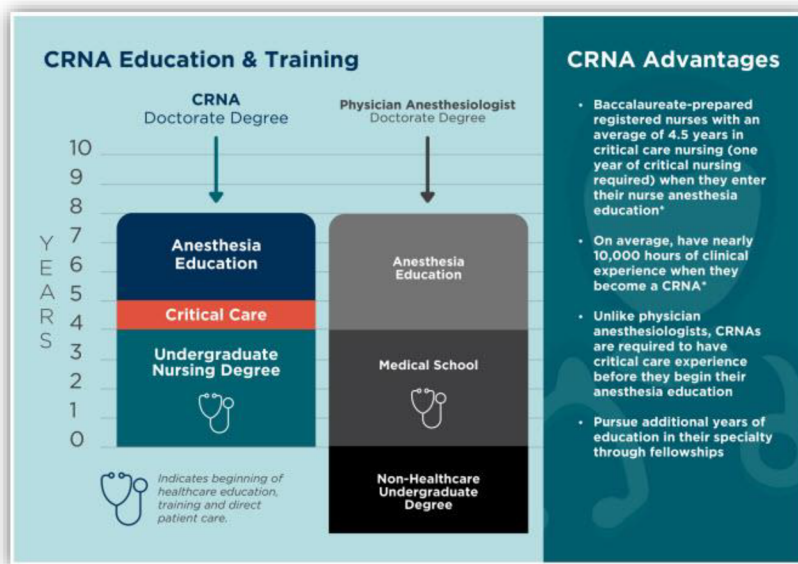 CRNA Education & Training
CRNA
Doctorate Degree
Physician Anesthesiologist
Doctorate Degree
YEARS
10
9
8
7
6
5
4
3
2
1
0
Anesthesia
Education
Critical Care
Undergraduate
Nursing Degree
Anesthesia
Education
Medical School
Non-Healthcare
Undergraduate
Degree
Indicates beginning of
healthcare education,
training and direct
patient care.
CRNA Advantages
• Baccalaureate-prepared
registered nurses with an
average of 4.5 years in
critical care nursing (one
year of critical nursing
required) when they enter
their nurse anesthesia
education*
• On average, have nearly
10,000 hours of clinical
experience when they
become a CRNA*
• Unlike physician
anesthesiologists, CRNAs
are required to have
critical care experience
before they begin their
anesthesia education
• Pursue additional years of
education in their specialty
through fellowships